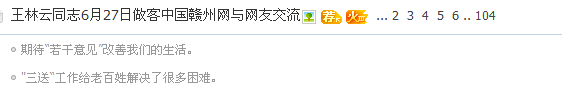 王林云同志6月27日做客中国赣州网与网友交流 荐 火 ... 2 3 4 5 6 .. 104
期待“若干意见”改善我们的生活。
“三送”工作给老百姓解决了很多困难。